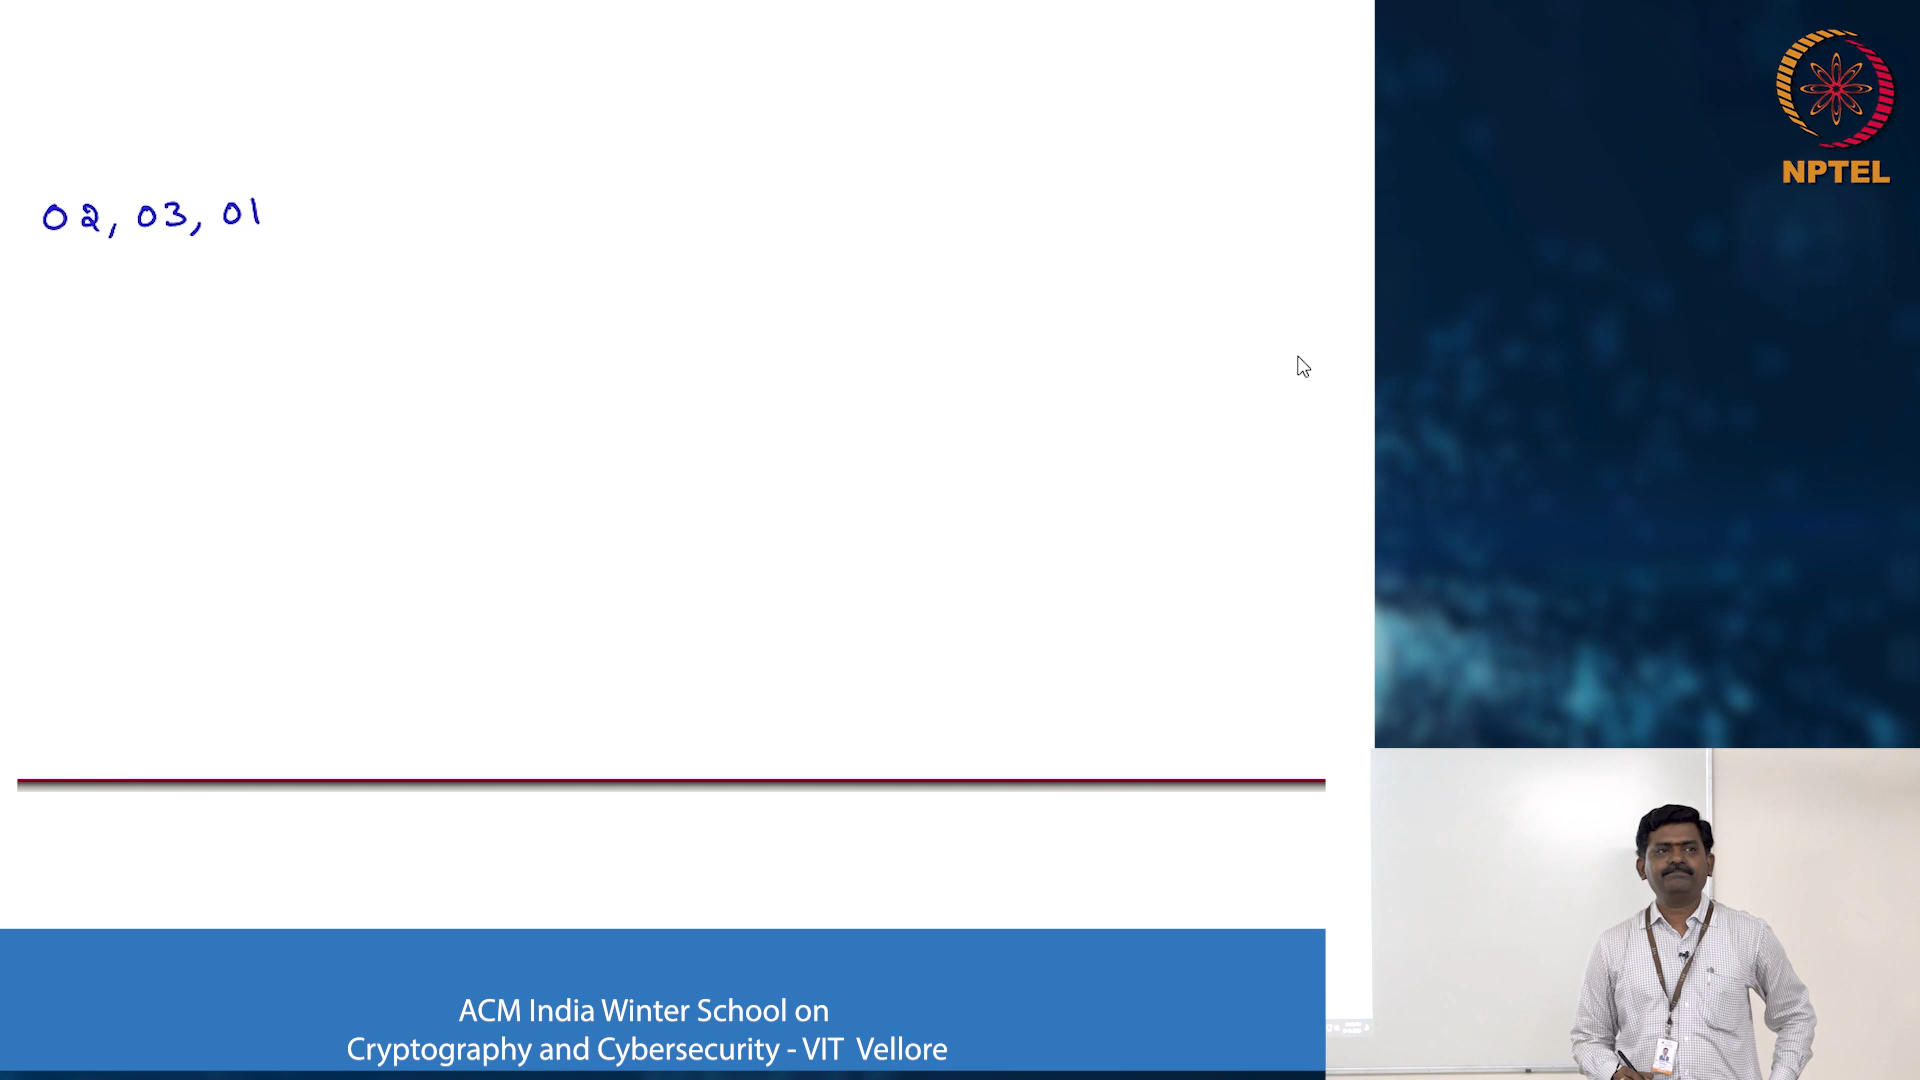 NPTEL
02, 03, 01
ACM India Winter School on
Cryptography and Cybersecurity - VIT Vellore